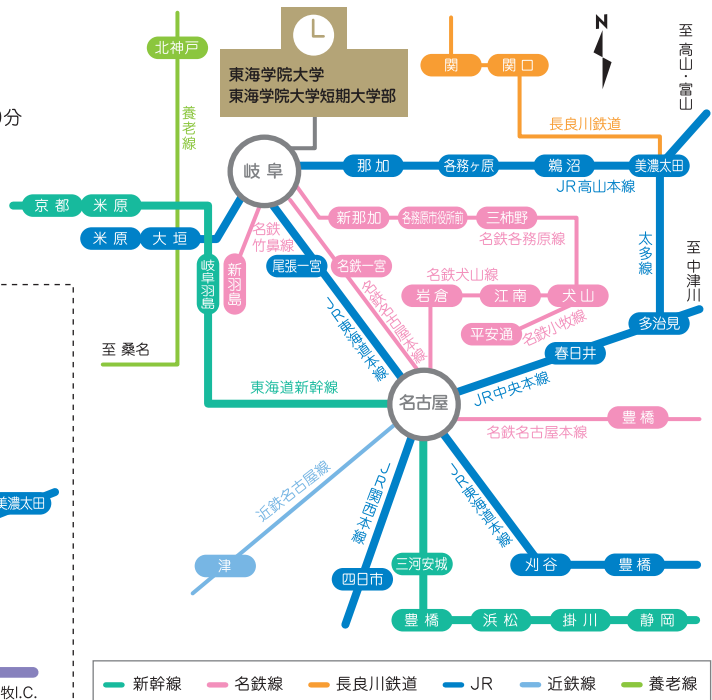 北神戸
養老線
東海学院大学
東海学院大学短期大学部
N
至 高山・富山
関
関口
分
長良川鉄道
岐阜
那加
各務ヶ原
鵜沼
美濃太田
JR高山本線
京都
米原
米原
大垣
岐阜羽島
新羽島
名鉄
竹鼻線
新那加
各務原市役所前
三柿野
名鉄各務原線
太多線
至 中津川
尾張一宮
名鉄一宮
名鉄犬山線
岩倉
江南
犬山
平安通
名鉄小牧線
名鉄名古屋本線
JR東海道本線
多治見
春日井
JR中央本線
至 桑名
東海道新幹線
名古屋
豊橋
名鉄名古屋本線
近鉄名古屋線
JR関西本線
JR東海道本線
美濃太田
津
四日市
三河安城
刈谷
豊橋
豊橋
浜松
掛川
静岡
牧I.C.
新幹線
名鉄線
長良川鉄道
JR
近鉄線
養老線